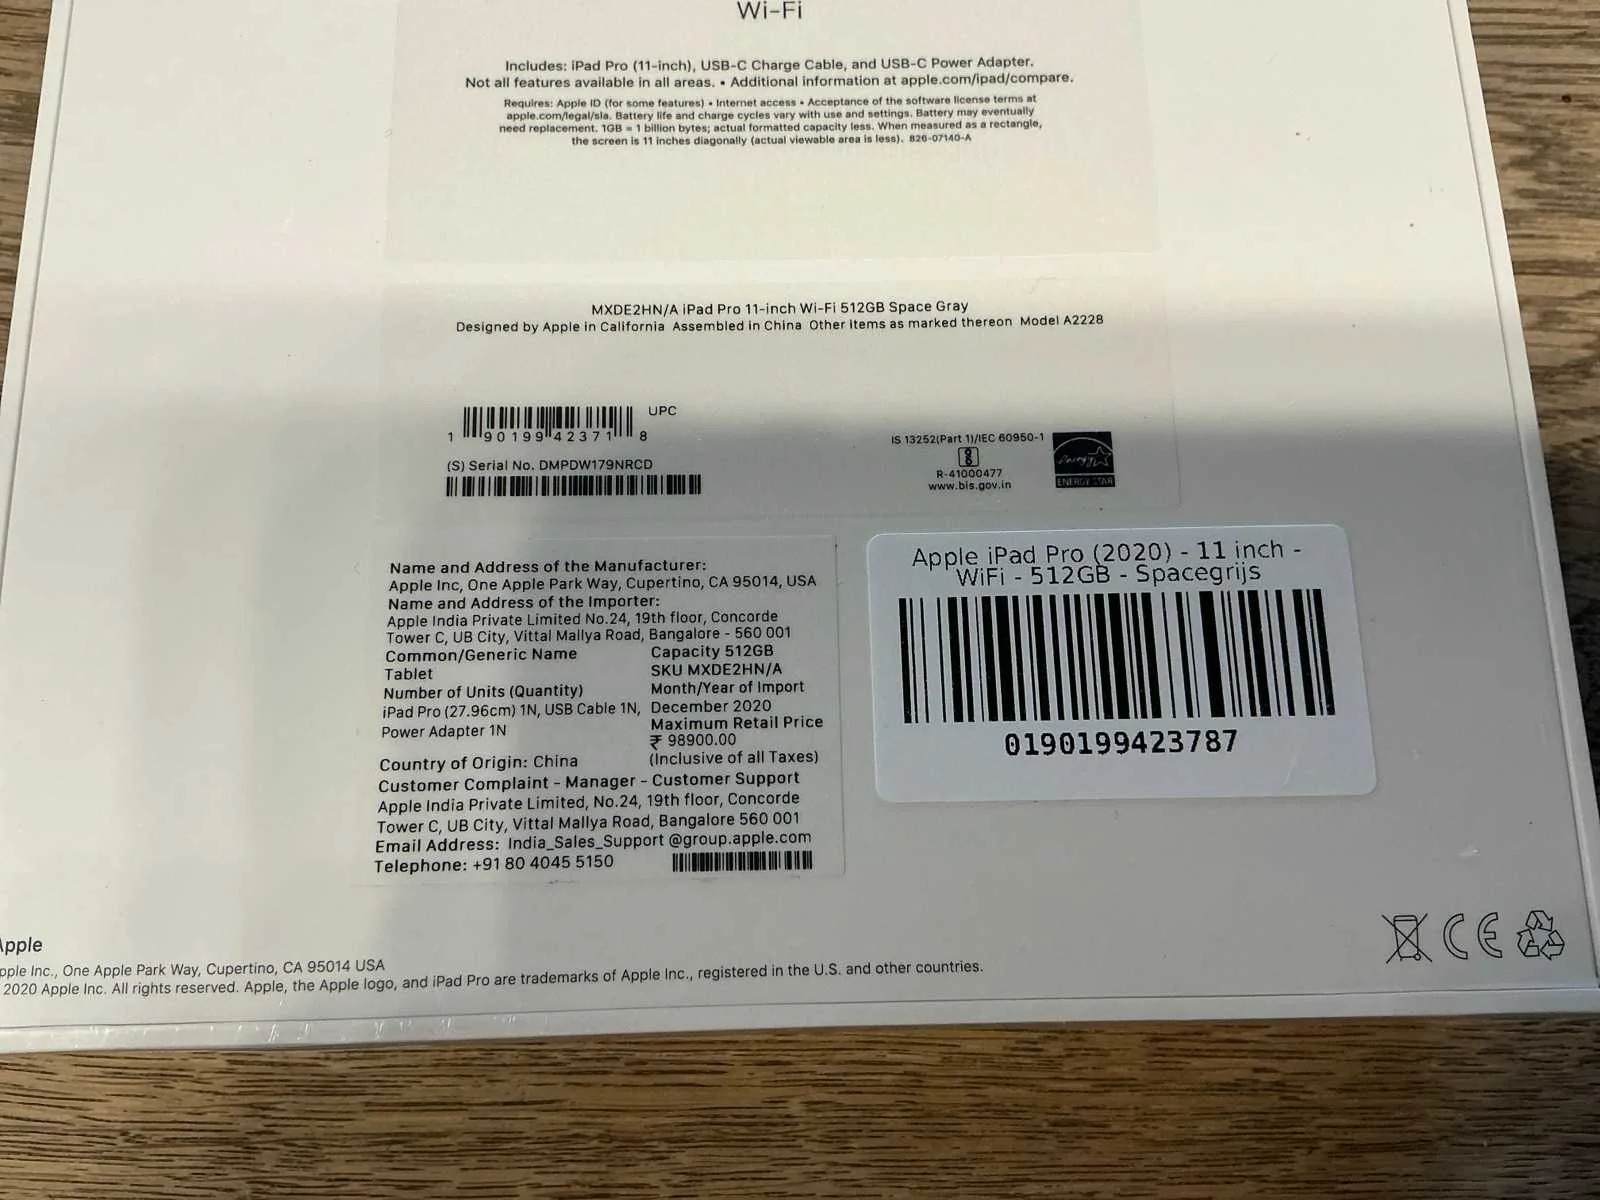 Wi-Fi
Includes: iPad Pro (11-inch), USB-C Charge Cable, and USB-C Power Adapter.
Not all features available in all areas. • Additional information at apple.com/ipad/compare.
Requires: Apple ID (for some features) • Internet access • Acceptance of the software license terms at
apple.com/legal/sla. Battery life and charge cycles vary with use and settings. Battery may eventually
need replacement. 1GB = 1 billion bytes; actual formatted capacity less. When measured as a rectangle,
the screen is 11 inches diagonally (actual viewable area is less). 826-07140-A
MXDE2HN/A iPad Pro 11-inch Wi-Fi 512GB Space Gray
Designed by Apple in California Assembled in China Other items as marked thereon Model A2228
UPC
1 90199 42371 8
(S) Serial No. DMPDW179NRCD
IS 13252(Part 1)/IEC 60950-1
R-41000477
www.bis.gov.in
energy
ENERGY STAR
Name and Address of the Manufacturer:
Apple Inc, One Apple Park Way, Cupertino, CA 95014, USA
Name and Address of the Importer:
Apple India Private Limited No.24, 19th floor, Concorde
Tower C, UB City, Vittal Mallya Road, Bangalore - 560 001
Common/Generic Name
Tablet
Number of Units (Quantity)
iPad Pro (27.96cm) 1N, USB Cable 1N,
Power Adapter 1N
Country of Origin: China
Capacity 512GB
SKU MXDE2HN/A
Month/Year of Import
December 2020
Maximum Retail Price
₹ 98900.00
(Inclusive of all Taxes)
Customer Complaint - Manager - Customer Support
Apple India Private Limited, No.24, 19th floor, Concorde
Tower C, UB City, Vittal Mallya Road, Bangalore 560 001
Email Address: India_Sales_Support @group.apple.com
Telephone: +91 80 4045 5150
Apple iPad Pro (2020) - 11 inch -
WiFi - 512GB - Spacegrijs
0190199423787
Apple
Apple Inc., One Apple Park Way, Cupertino, CA 95014 USA
2020 Apple Inc. All rights reserved. Apple, the Apple logo, and iPad Pro are trademarks of Apple Inc., registered in the U.S. and other countries.
CE